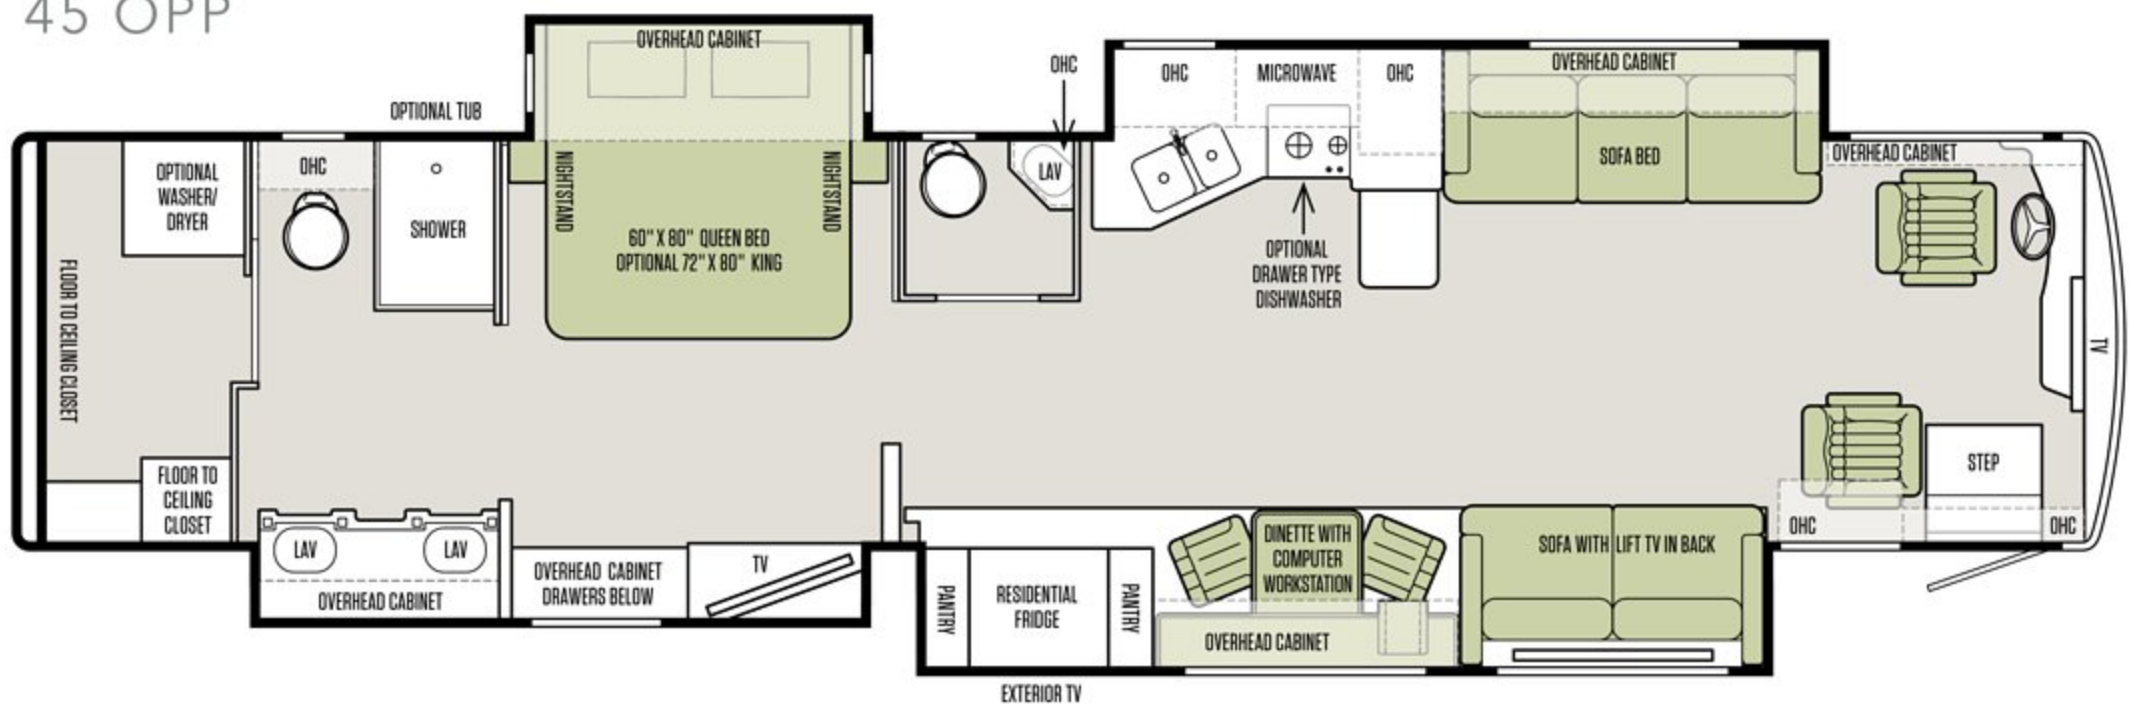 45 OPP
OVERHEAD CABINET
OHC
OHC
MICROWAVE
OHC
OVERHEAD CABINET
OPTIONAL TUB
OPTIONAL
WASHER/
DRYER
OHC
SHOWER
NIGHTSTAND
NIGHTSTAND
60" X 80" QUEEN BED
OPTIONAL 72" X 80" KING
LAV
SOFA BED
OVERHEAD CABINET
OPTIONAL
DRAWER TYPE
DISHWASHER
FLOOR TO CEILING CLOSET
TV
FLOOR TO
CEILING
CLOSET
LAV
LAV
OVERHEAD CABINET
OVERHEAD CABINET
DRAWERS BELOW
TV
PANTRY
RESIDENTIAL
FRIDGE
PANTRY
DINETTE WITH
COMPUTER
WORKSTATION
OVERHEAD CABINET
SOFA WITH LIFT TV IN BACK
STEP
OHC
OHC
EXTERIOR TV